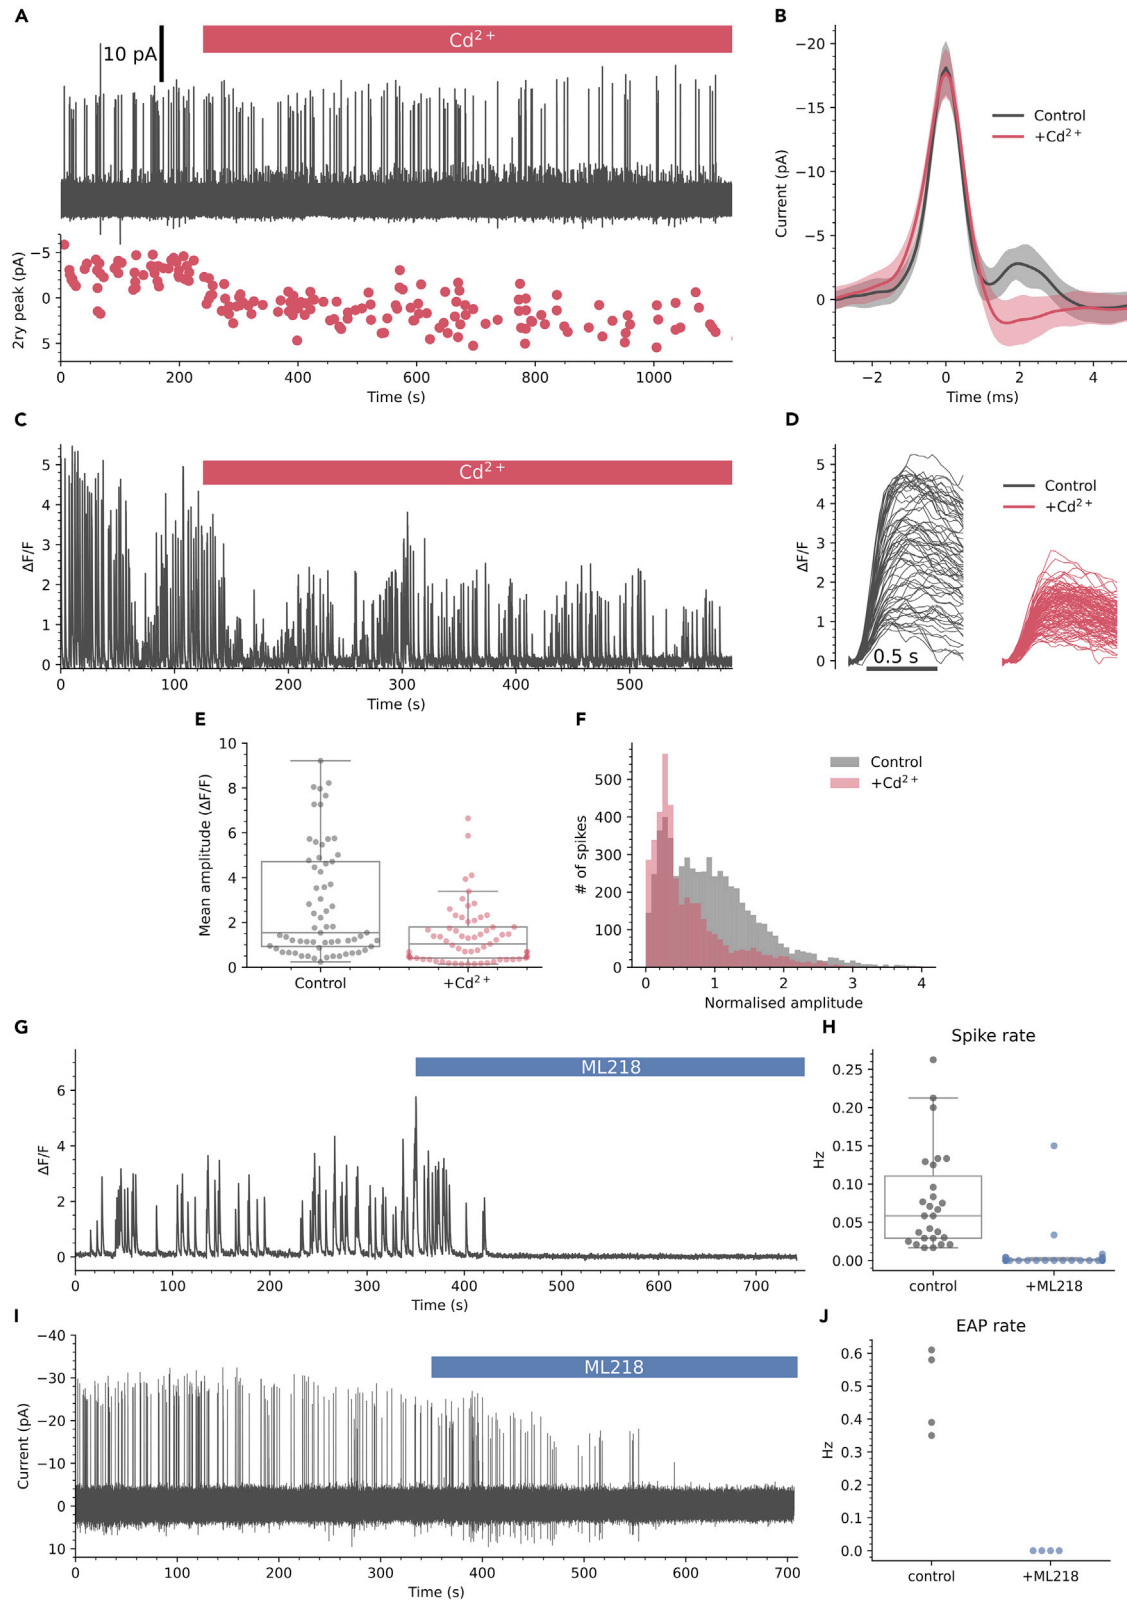 A
10 pA
Cd2+
2ry peak (pA)
−5
0
5
0 200 400 600 800 1000
Time (s)
B
Current (pA)
−20
−15
−10
−5
0
−2 0 2 4
Time (ms)
Control
+Cd2+
C
Cd2+
ΔF/F
5
4
3
2
1
0
0 100 200 300 400 500
Time (s)
D
ΔF/F
5
4
3
2
1
0
0.5 s
Control
+Cd2+
E
Mean amplitude (ΔF/F)
10
8
6
4
2
0
Control +Cd2+
F
# of spikes
500
400
300
200
100
0
0 1 2 3 4
Normalised amplitude
Control
+Cd2+
G
ML218
ΔF/F
6
4
2
0
0 100 200 300 400 500 600 700
Time (s)
H
Spike rate
Hz
0.25
0.20
0.15
0.10
0.05
0.00
control +ML218
I
ML218
Current (pA)
−40
−30
−20
−10
0
10
0 100 200 300 400 500 600 700
Time (s)
J
EAP rate
Hz
0.6
0.5
0.4
0.3
0.2
0.1
0.0
control +ML218